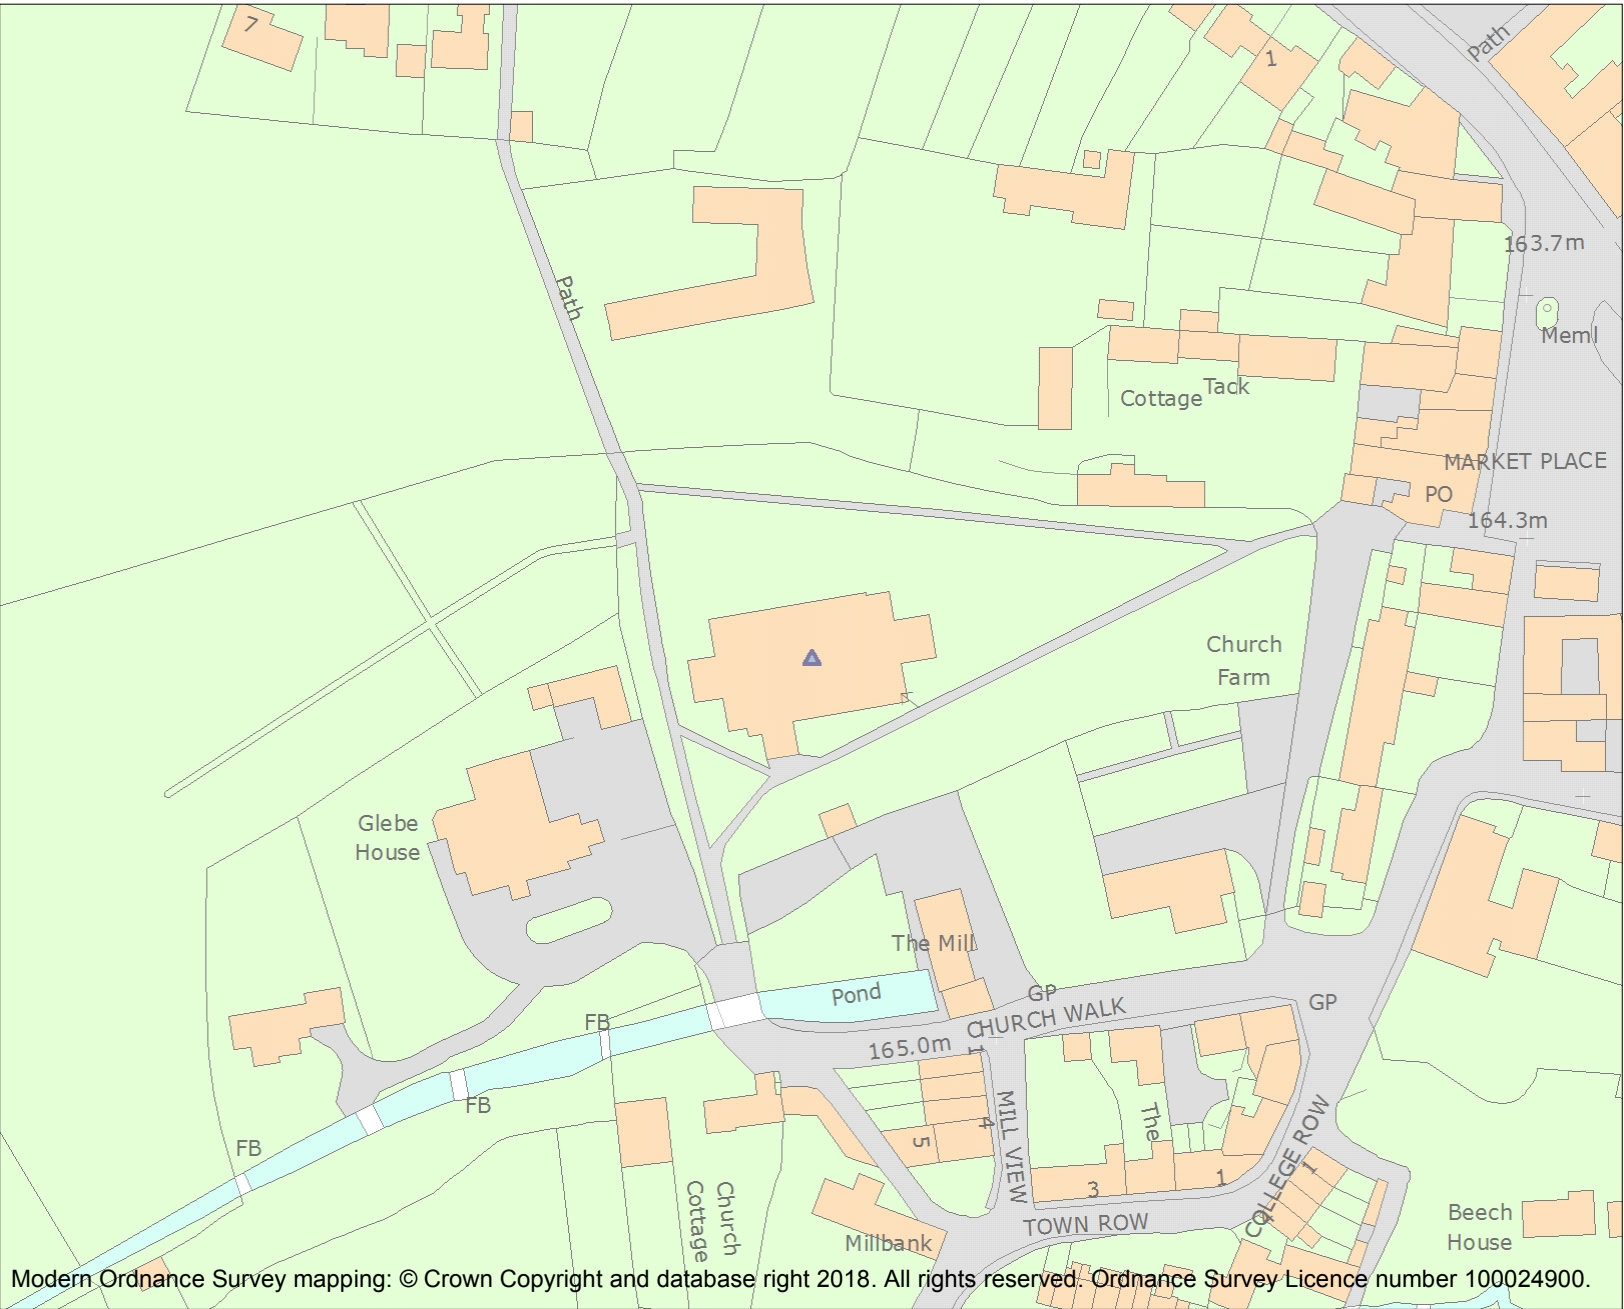 7
1
Path
163.7m
Path
Meml
Tack
Cottage
MARKET PLACE
PO
164.3m
Church
Farm
Glebe
House
The Mill
Pond
GP
GP
CHURCH WALK
FB
165.0m
1
FB
MILL VIEW
4
The
5
FB
COLLEGE ROW
1
3
1
4
Church
Cottage
TOWN ROW
Beech
House
Millbank
Modern Ordnance Survey mapping: © Crown Copyright and database right 2018. All rights reserved. Ordnance Survey Licence number 100024900.